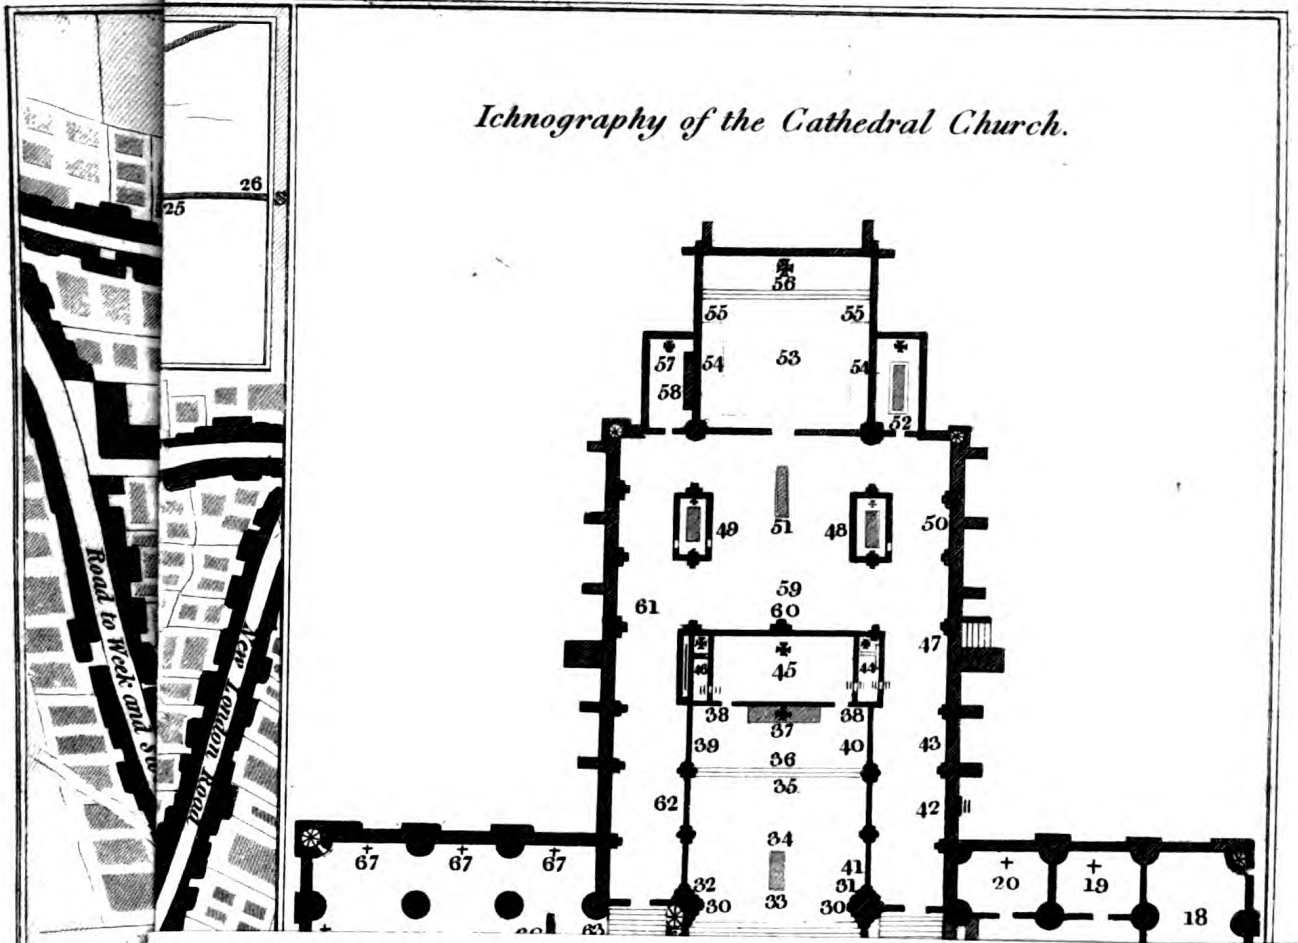 Ichnography of the Cathedral Church.
26
25
56
55 55
57 54 53 54
58
52
49 51 48 50
59
61 60
47
46 45 44
38 37 38
39 40 43
36
35
62 42
34
67 67 67 41
32 31 20 19
30 33 30 18
63
Road to Week and
New London Road